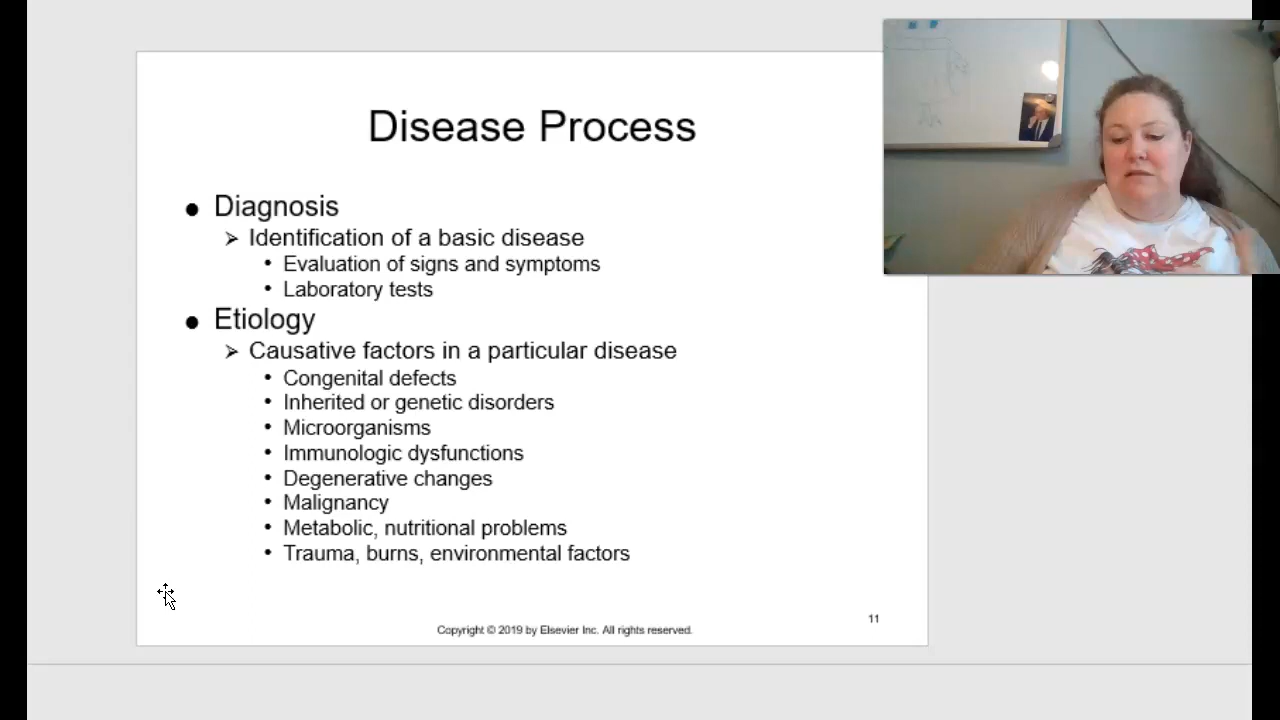 Disease Process
● Diagnosis
➢ Identification of a basic disease
• Evaluation of signs and symptoms
• Laboratory tests
● Etiology
➢ Causative factors in a particular disease
• Congenital defects
• Inherited or genetic disorders
• Microorganisms
• Immunologic dysfunctions
• Degenerative changes
• Malignancy
• Metabolic, nutritional problems
• Trauma, burns, environmental factors
11
Copyright © 2019 by Elsevier Inc. All rights reserved.